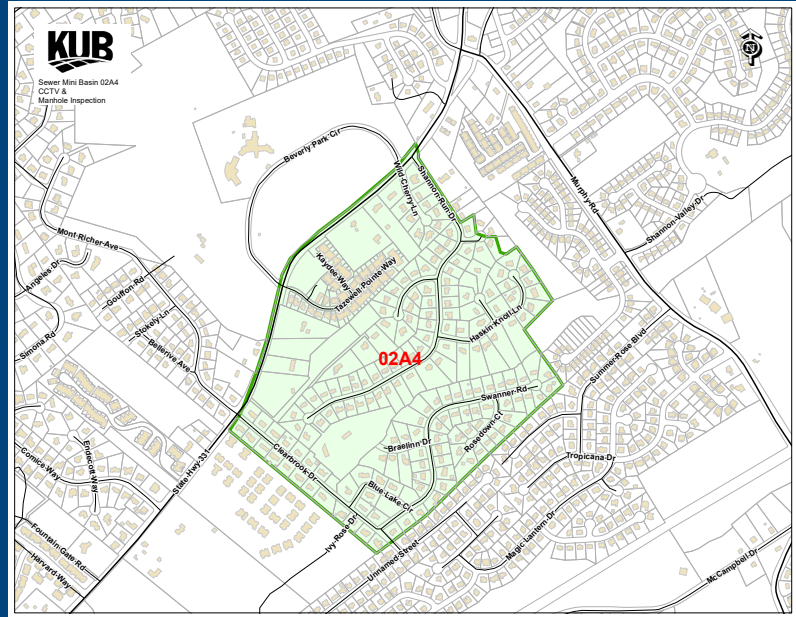 KUB
Sewer Mini Basin 02A4
CCTV &
Manhole Inspection
N
Beverly Park Cir
Wild Cherry Ln
Shannon Run Dr
Murphy Rd
Shannon Valley Dr
Mont Richer Ave
Angeles Dr
Gouffon Rd
Kaydee Way
Tazewell Pointe Way
Stokely Ln
Simona Rd
Bellerive Ave
Haskin Knoll Ln
Summer Rose Blvd
02A4
Swanner Rd
Rosedown Ct
Braelinn Dr
Endecott Way
Comice Way
State Hwy 331
Clearbrook Dr
Tropicana Dr
Blue Lake Cir
Ivy Rose Dr
Unnamed Street
Magic Lantern Dr
Fountain Gate Rd
Harvard Way
McCampbell Dr